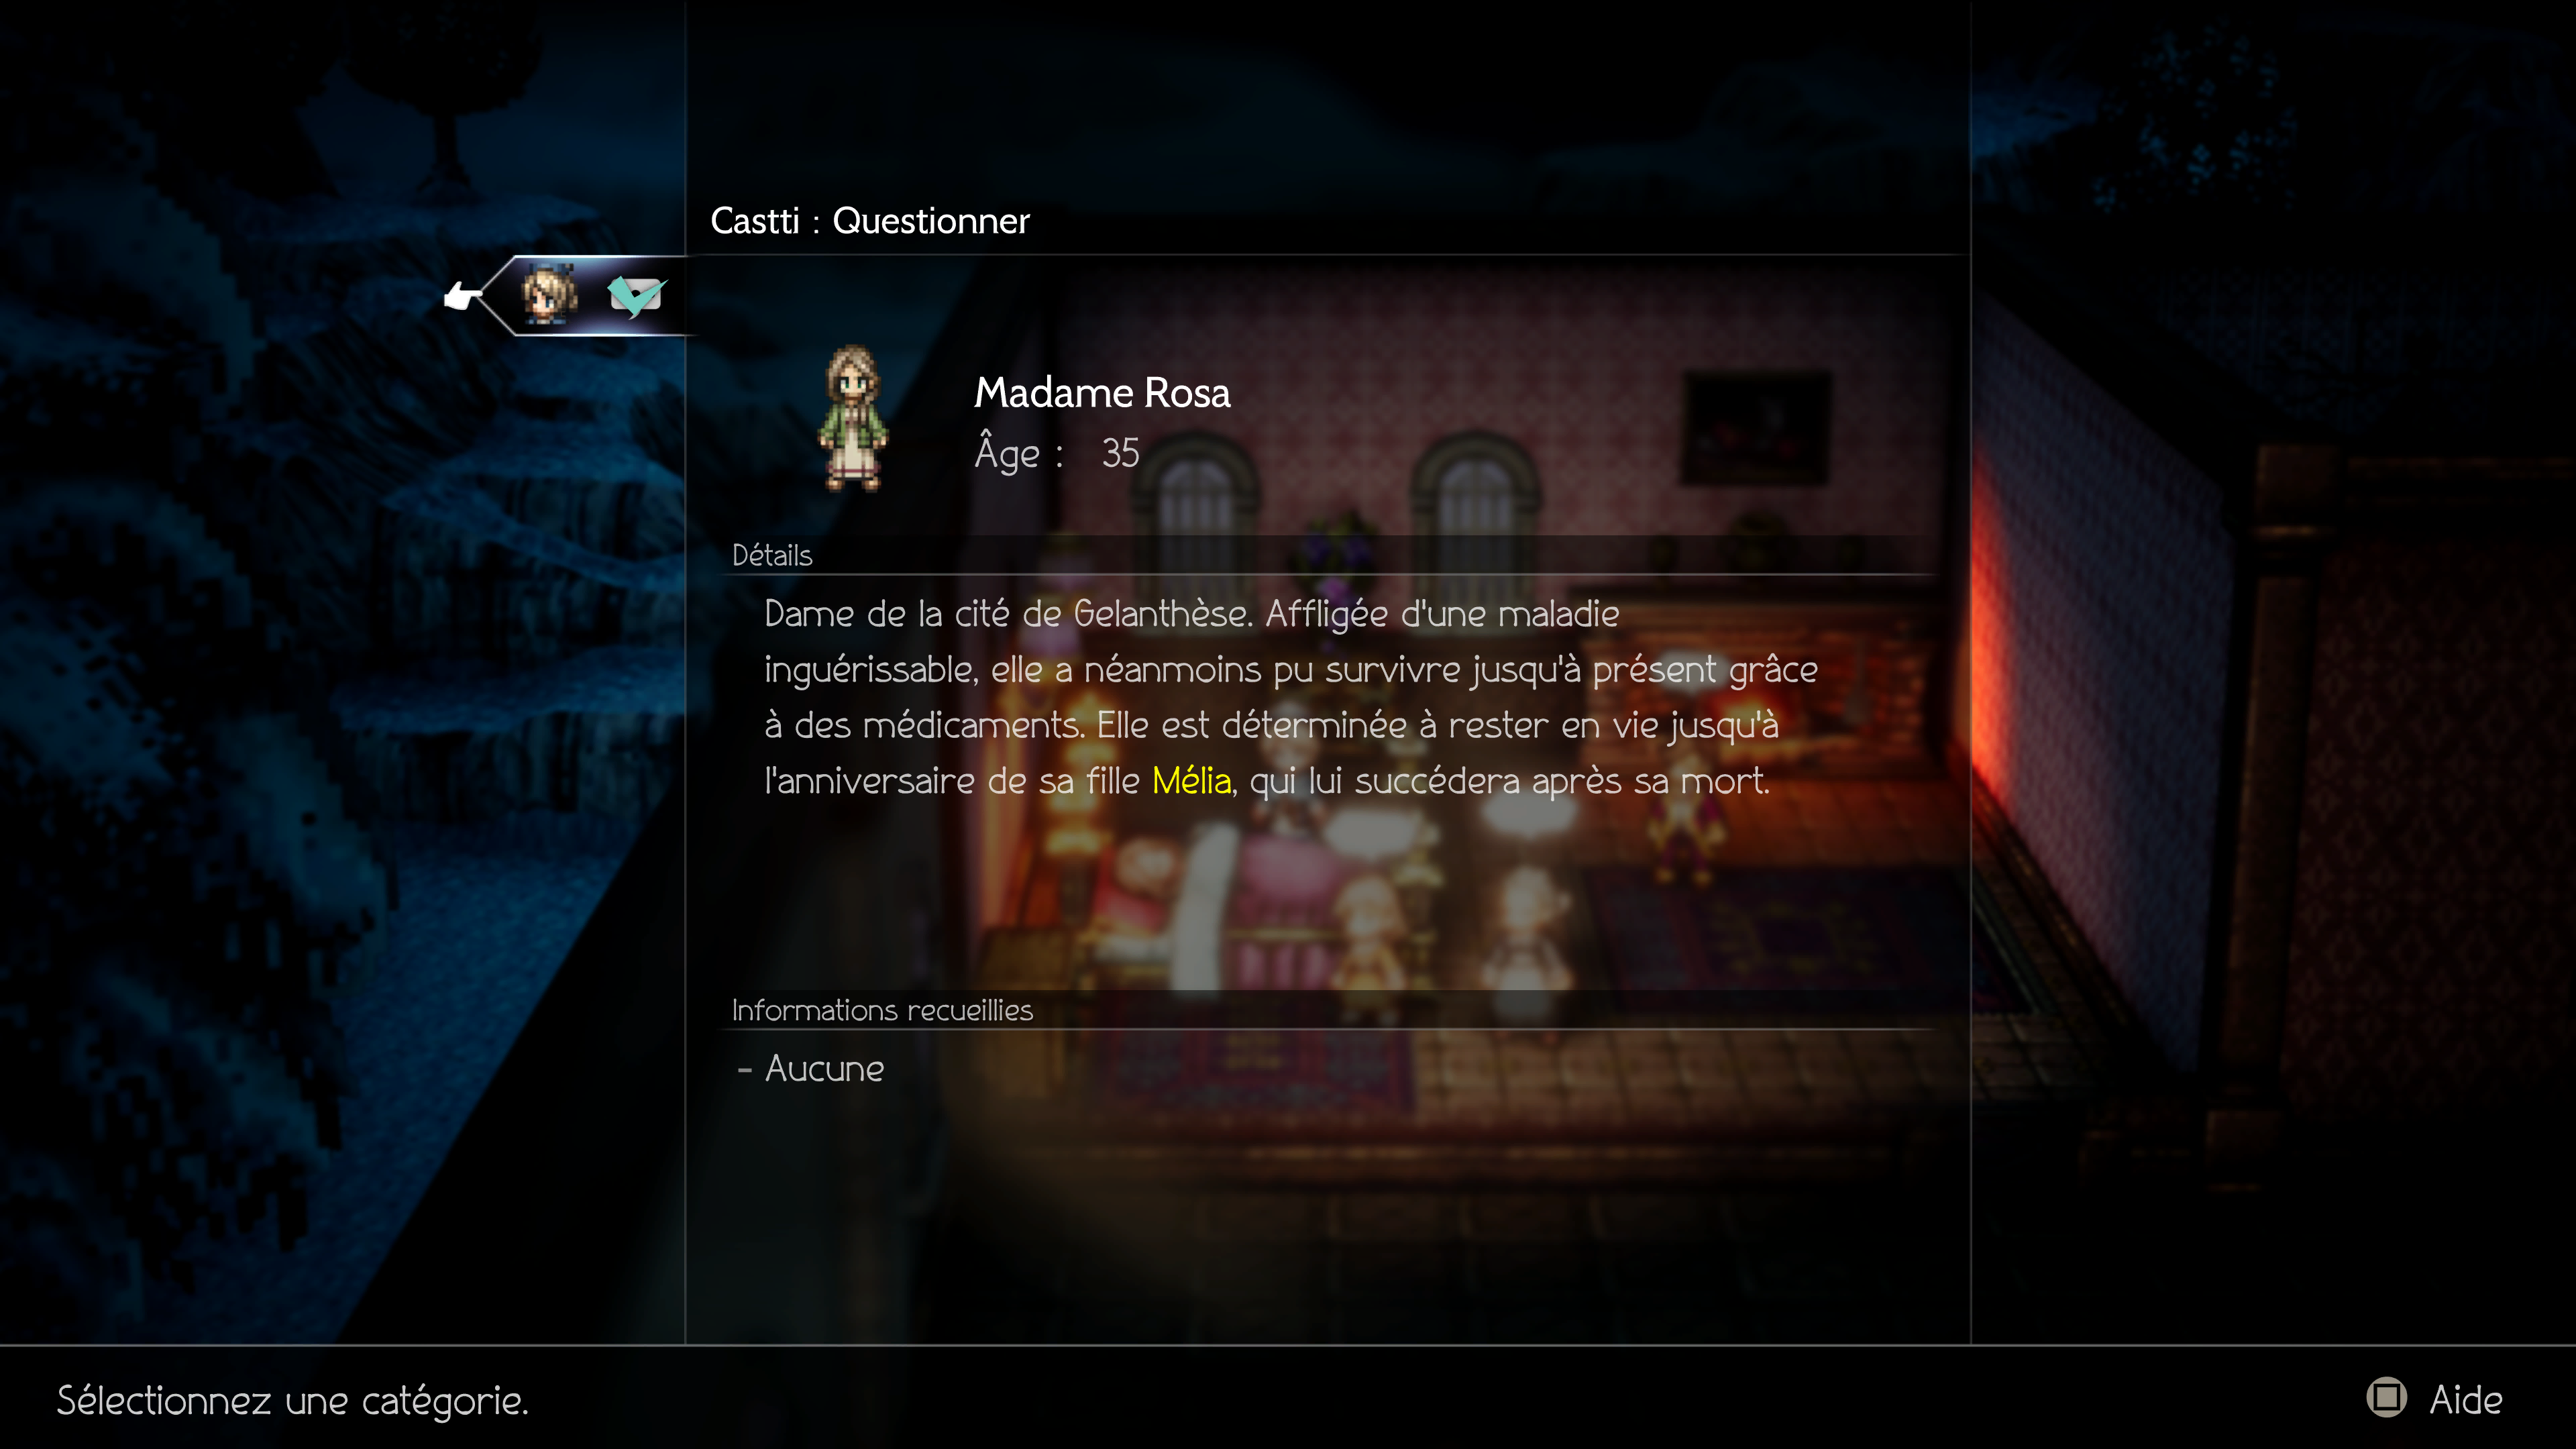 Castti : Questionner
Madame Rosa
Âge : 35
Détails
Dame de la cité de Gelanthèse. Affligée d'une maladie
inguérissable, elle a néanmoins pu survivre jusqu'à présent grâce
à des médicaments. Elle est déterminée à rester en vie jusqu'à
l'anniversaire de sa fille Mélia, qui lui succédera après sa mort.
Informations recueillies
- Aucune
Sélectionnez une catégorie.
Aide